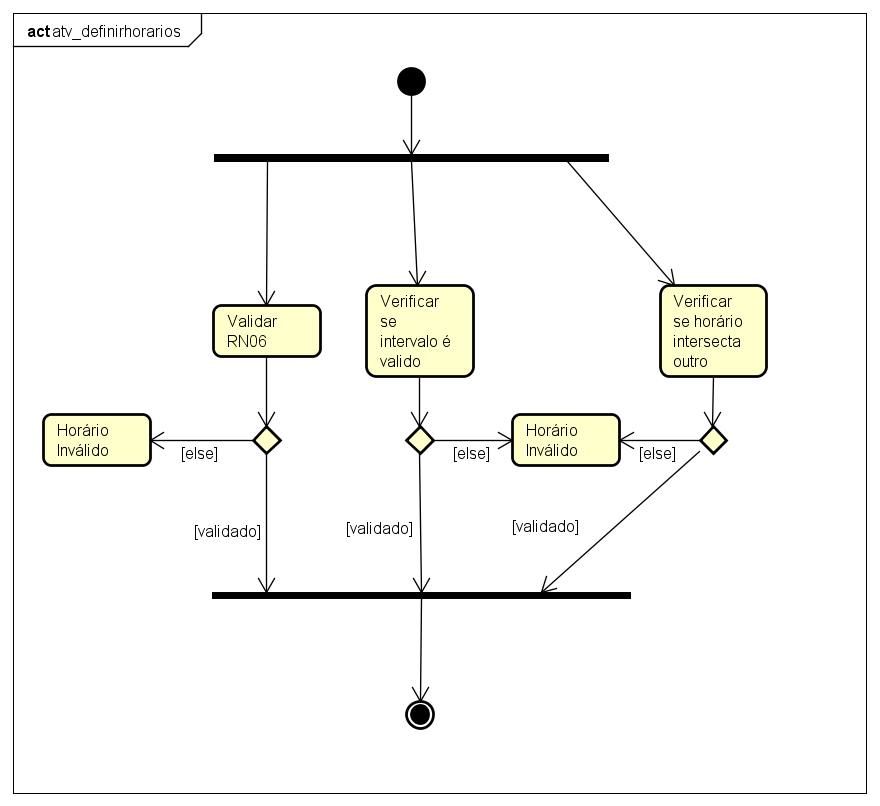 act atv_definirhorarios
Validar
RN06
Verificar
se
intervalo é
valido
Verificar
se horário
intersecta
outro
Horário
Inválido
[else]
[else]
Horário
Inválido
[else]
[validado]
[validado]
[validado]